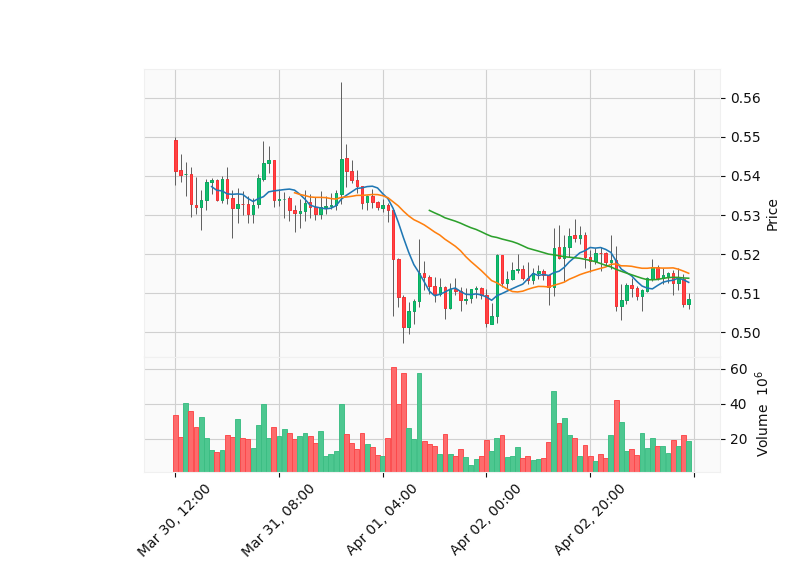 0.56
0.55
0.54
0.53
0.52
0.51
0.50
Price
60
40
20
Volume 10^6
Mar 30, 12:00
Mar 31, 08:00
Apr 01, 04:00
Apr 02, 00:00
Apr 02, 20:00